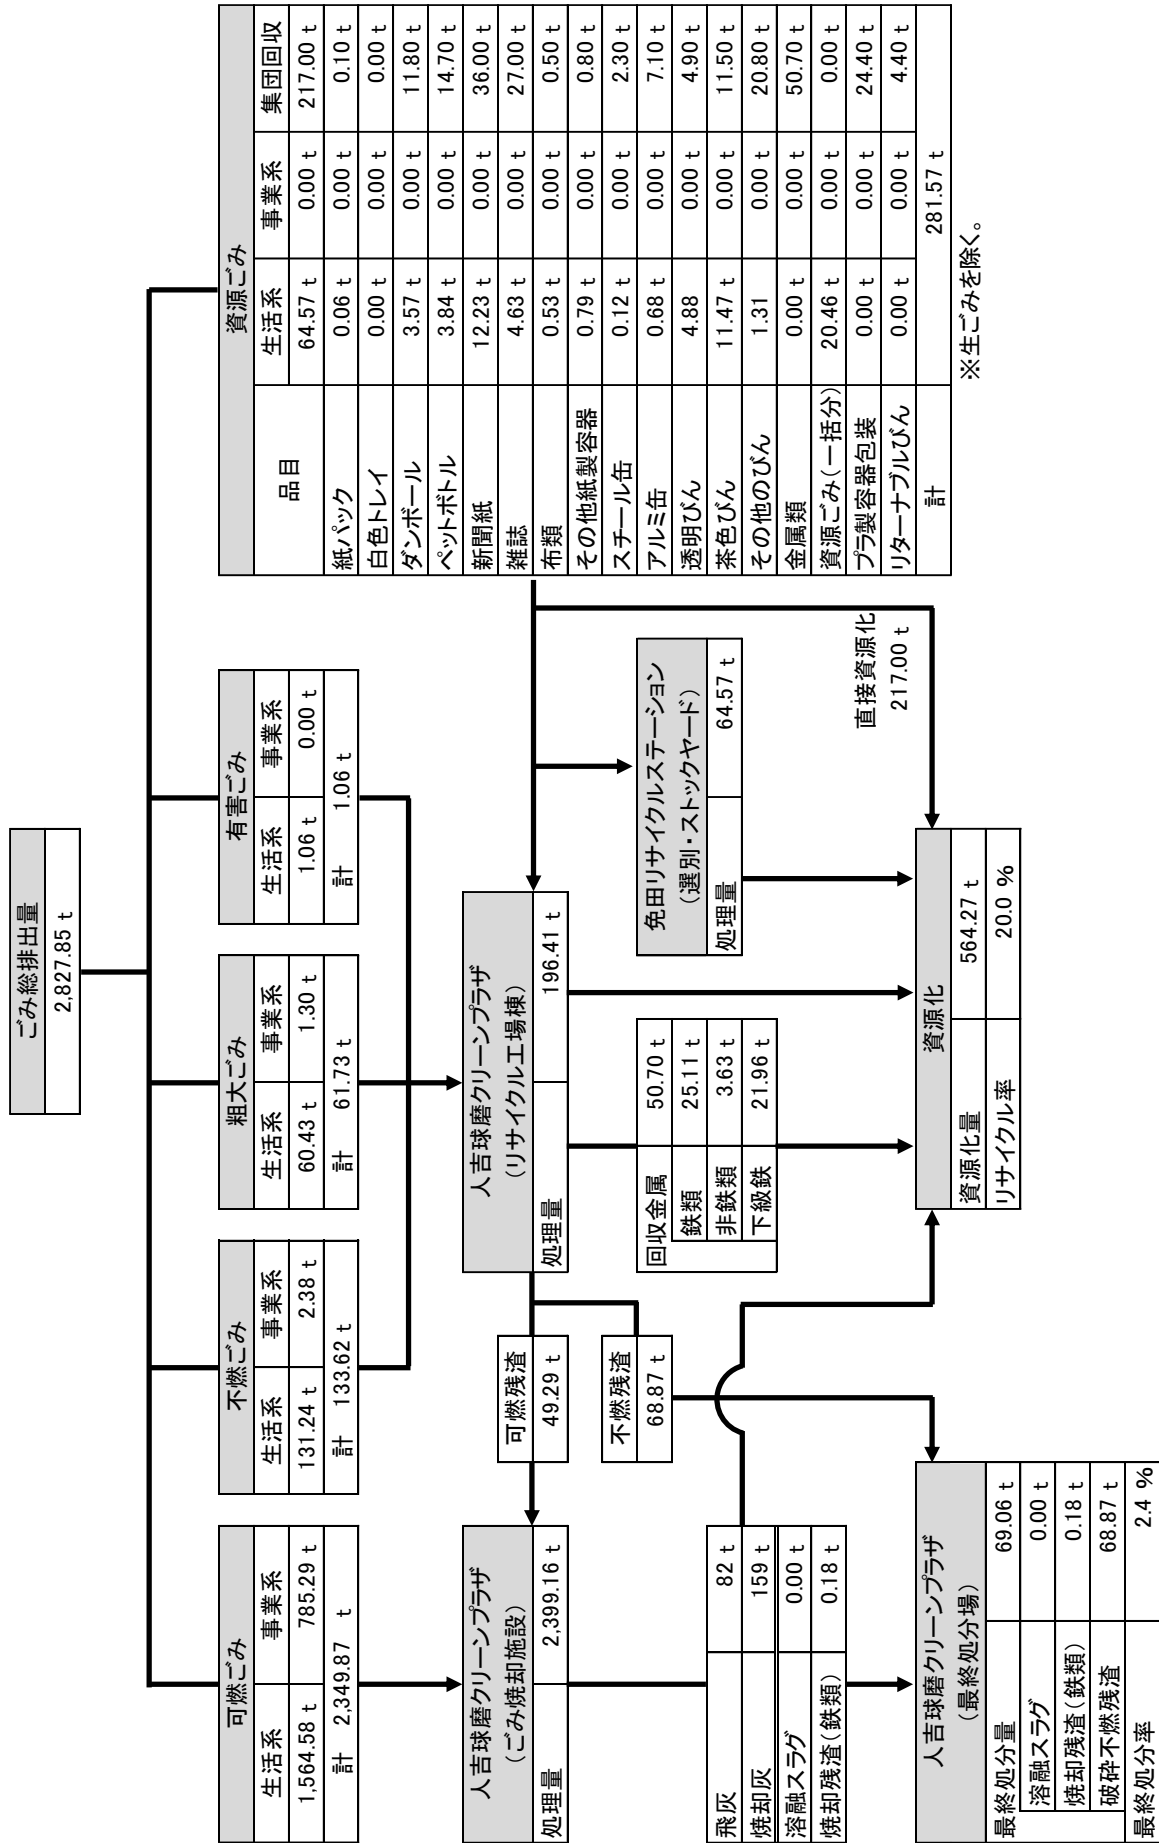 ごみ総排出量
2,827.85 t
可燃ごみ
生活系 事業系
1,564.58 t 785.29 t
計 2,349.87 t
不燃ごみ
生活系 事業系
131.24 t 2.38 t
計 133.62 t
粗大ごみ
生活系 事業系
60.43 t 1.30 t
計 61.73 t
有害ごみ
生活系 事業系
1.06 t 0.00 t
計 1.06 t
資源ごみ
品目 生活系 事業系 集団回収
64.57 t 0.00 t 217.00 t
紙パック 0.06 t 0.00 t 0.10 t
白色トレイ 0.00 t 0.00 t 0.00 t
ダンボール 3.57 t 0.00 t 11.80 t
ペットボトル 3.84 t 0.00 t 14.70 t
新聞紙 12.23 t 0.00 t 36.00 t
雑誌 4.63 t 0.00 t 27.00 t
布類 0.53 t 0.00 t 0.50 t
その他紙製容器 0.79 t 0.00 t 0.80 t
スチール缶 0.12 t 0.00 t 2.30 t
アルミ缶 0.68 t 0.00 t 7.10 t
透明びん 4.88 0.00 t 4.90 t
茶色びん 11.47 t 0.00 t 11.50 t
その他のびん 1.31 0.00 t 20.80 t
金属類 0.00 t 0.00 t 50.70 t
資源ごみ(一括分) 20.46 t 0.00 t 0.00 t
プラ製容器包装 0.00 t 0.00 t 24.40 t
リターナブルびん 0.00 t 0.00 t 4.40 t
計 281.57 t
※生ごみを除く。
人吉球磨クリーンプラザ
(ごみ焼却施設)
処理量 2,399.16 t
可燃残渣
49.29 t
不燃残渣
68.87 t
人吉球磨クリーンプラザ
(リサイクル工場棟)
処理量 196.41 t
回収金属 50.70 t
鉄類 25.11 t
非鉄類 3.63 t
下級鉄 21.96 t
免田リサイクルステーション
(選別・ストックヤード)
処理量 64.57 t
直接資源化
217.00 t
飛灰 82 t
焼却灰 159 t
溶融スラグ 0.00 t
焼却残渣(鉄類) 0.18 t
人吉球磨クリーンプラザ
(最終処分場)
最終処分量 69.06 t
溶融スラグ 0.00 t
焼却残渣(鉄類) 0.18 t
破砕不燃残渣 68.87 t
最終処分率 2.4 %
資源化
資源化量 564.27 t
リサイクル率 20.0 %